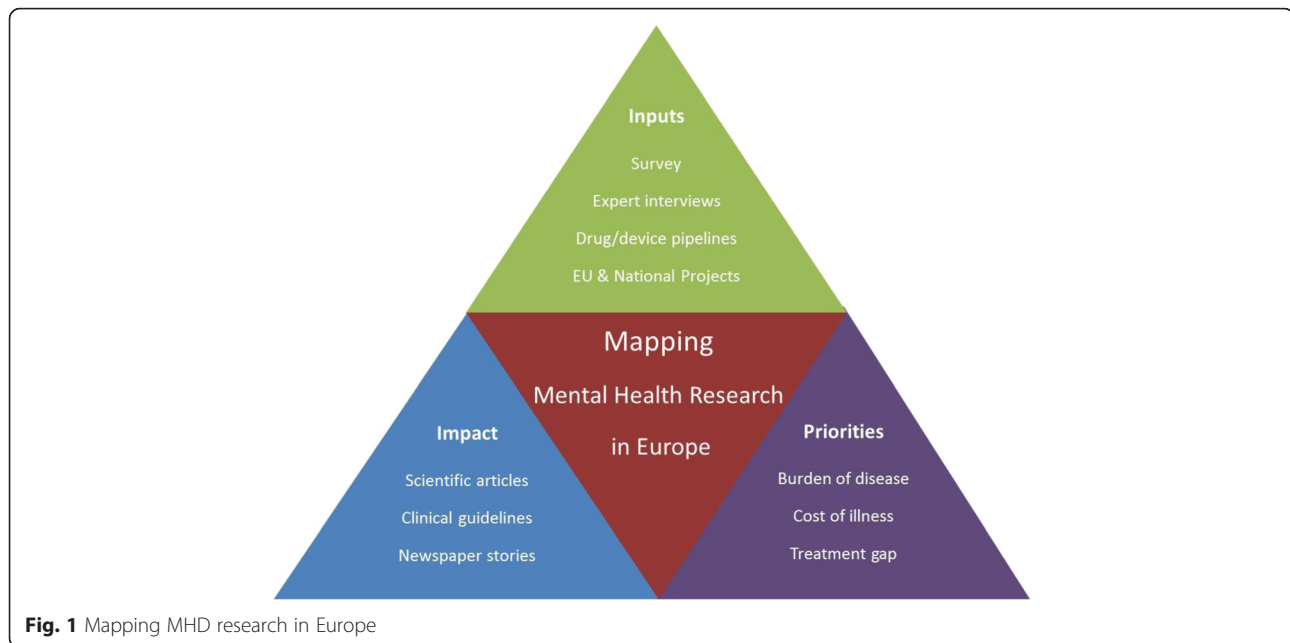 Inputs
Survey
Expert interviews
Drug/device pipelines
EU & National Projects
Mapping
Mental Health Research
in Europe
Impact
Scientific articles
Clinical guidelines
Newspaper stories
Priorities
Burden of disease
Cost of illness
Treatment gap
Fig. 1 Mapping MHD research in Europe